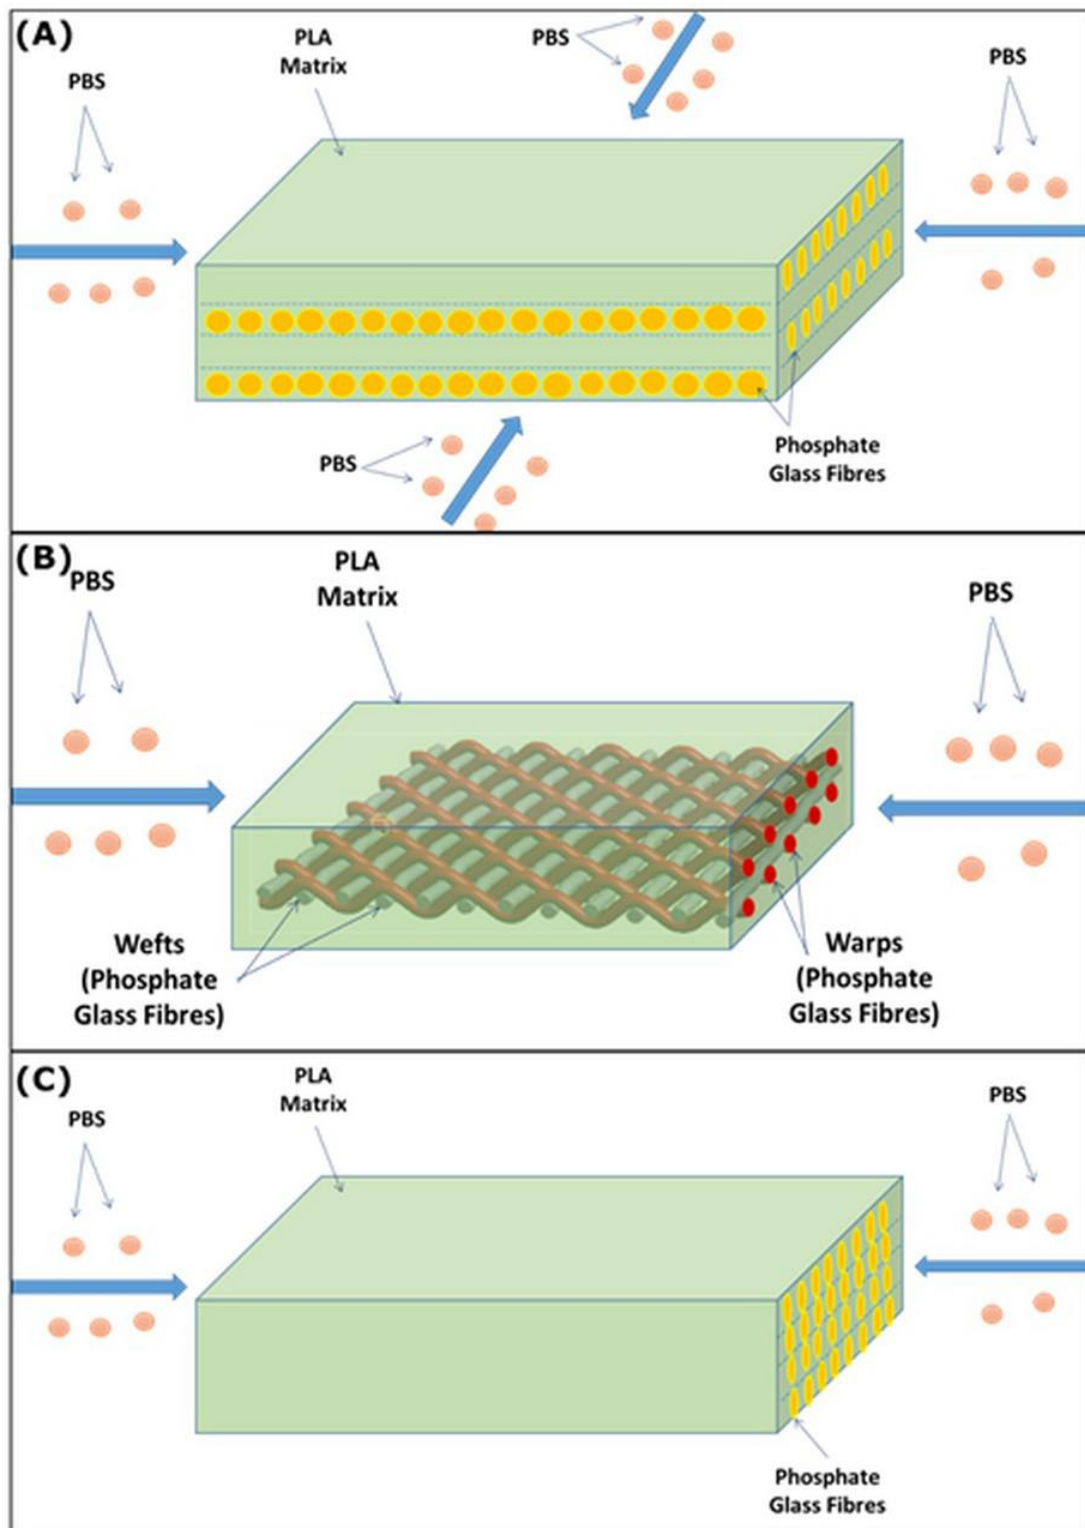 (A)
PBS
PLA
Matrix
PBS
PBS
PBS
Phosphate
Glass Fibres
(B)
PBS
PLA
Matrix
PBS
Wefts
(Phosphate
Glass Fibres)
Warps
(Phosphate
Glass Fibres)
(C)
PBS
PLA
Matrix
PBS
Phosphate
Glass Fibres